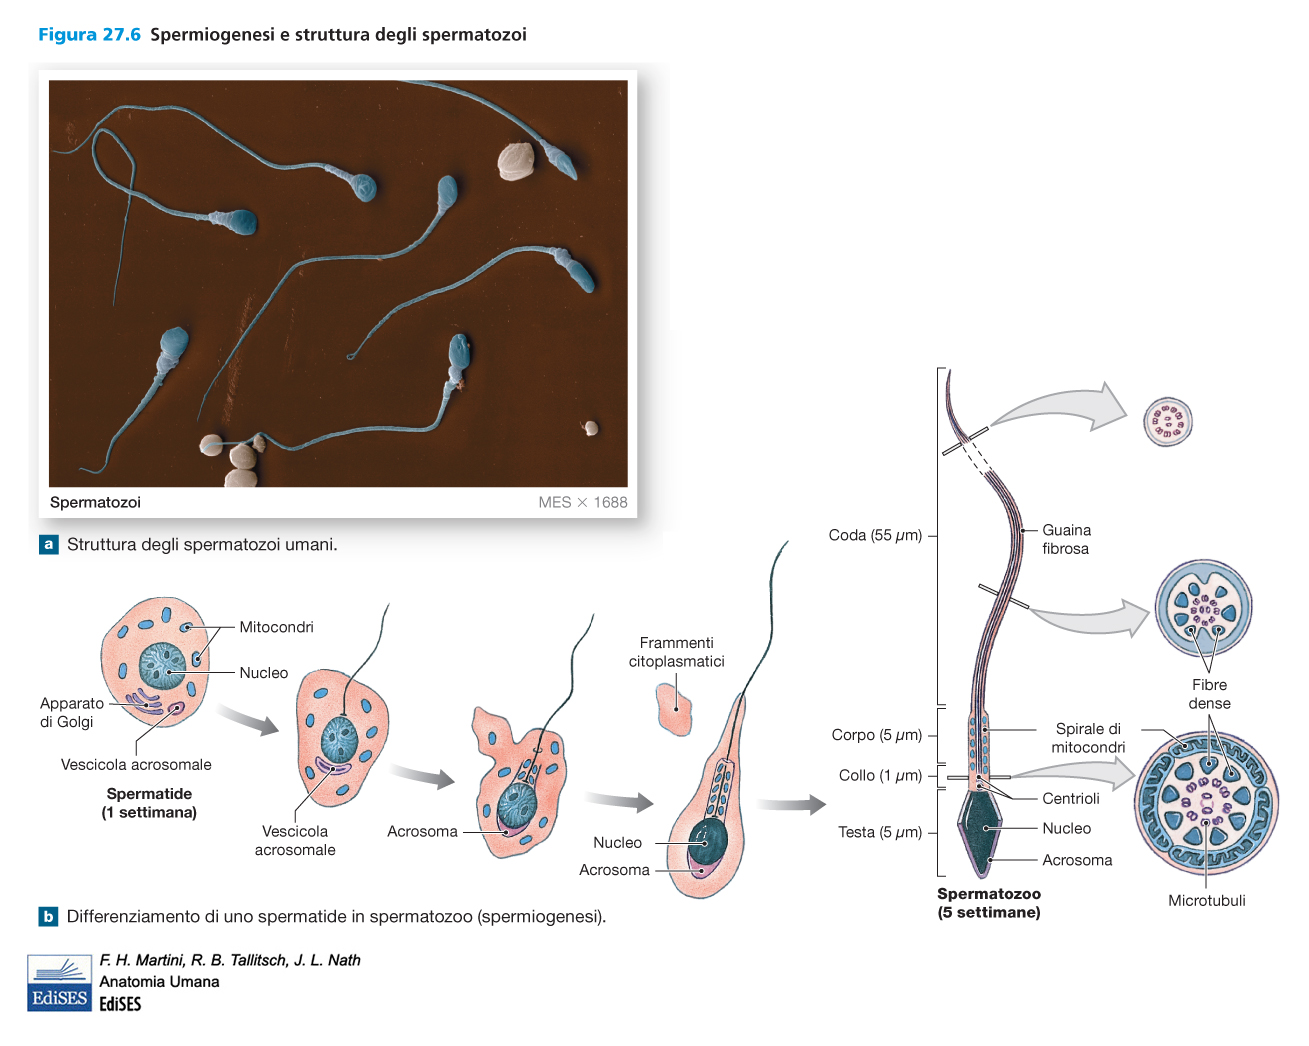 Figura 27.6 Spermiogenesi e struttura degli spermatozoi
Spermatozoi
MES × 1688
a Struttura degli spermatozoi umani.
Mitocondri
Nucleo
Apparato
di Golgi
Vescicola acrosomale
Spermatide
(1 settimana)
Vescicola
acrosomale
Acrosoma
Frammenti
citoplasmatici
Nucleo
Acrosoma
Coda (55 µm)
Guaina
fibrosa
Fibre
dense
Corpo (5 µm)
Spirale di
mitocondri
Collo (1 µm)
Centrioli
Testa (5 µm)
Nucleo
Acrosoma
Spermatozoo
(5 settimane)
Microtubuli
b Differenziamento di uno spermatide in spermatozoo (spermiogenesi).
EdiSES
F. H. Martini, R. B. Tallitsch, J. L. Nath
Anatomia Umana
EdiSES